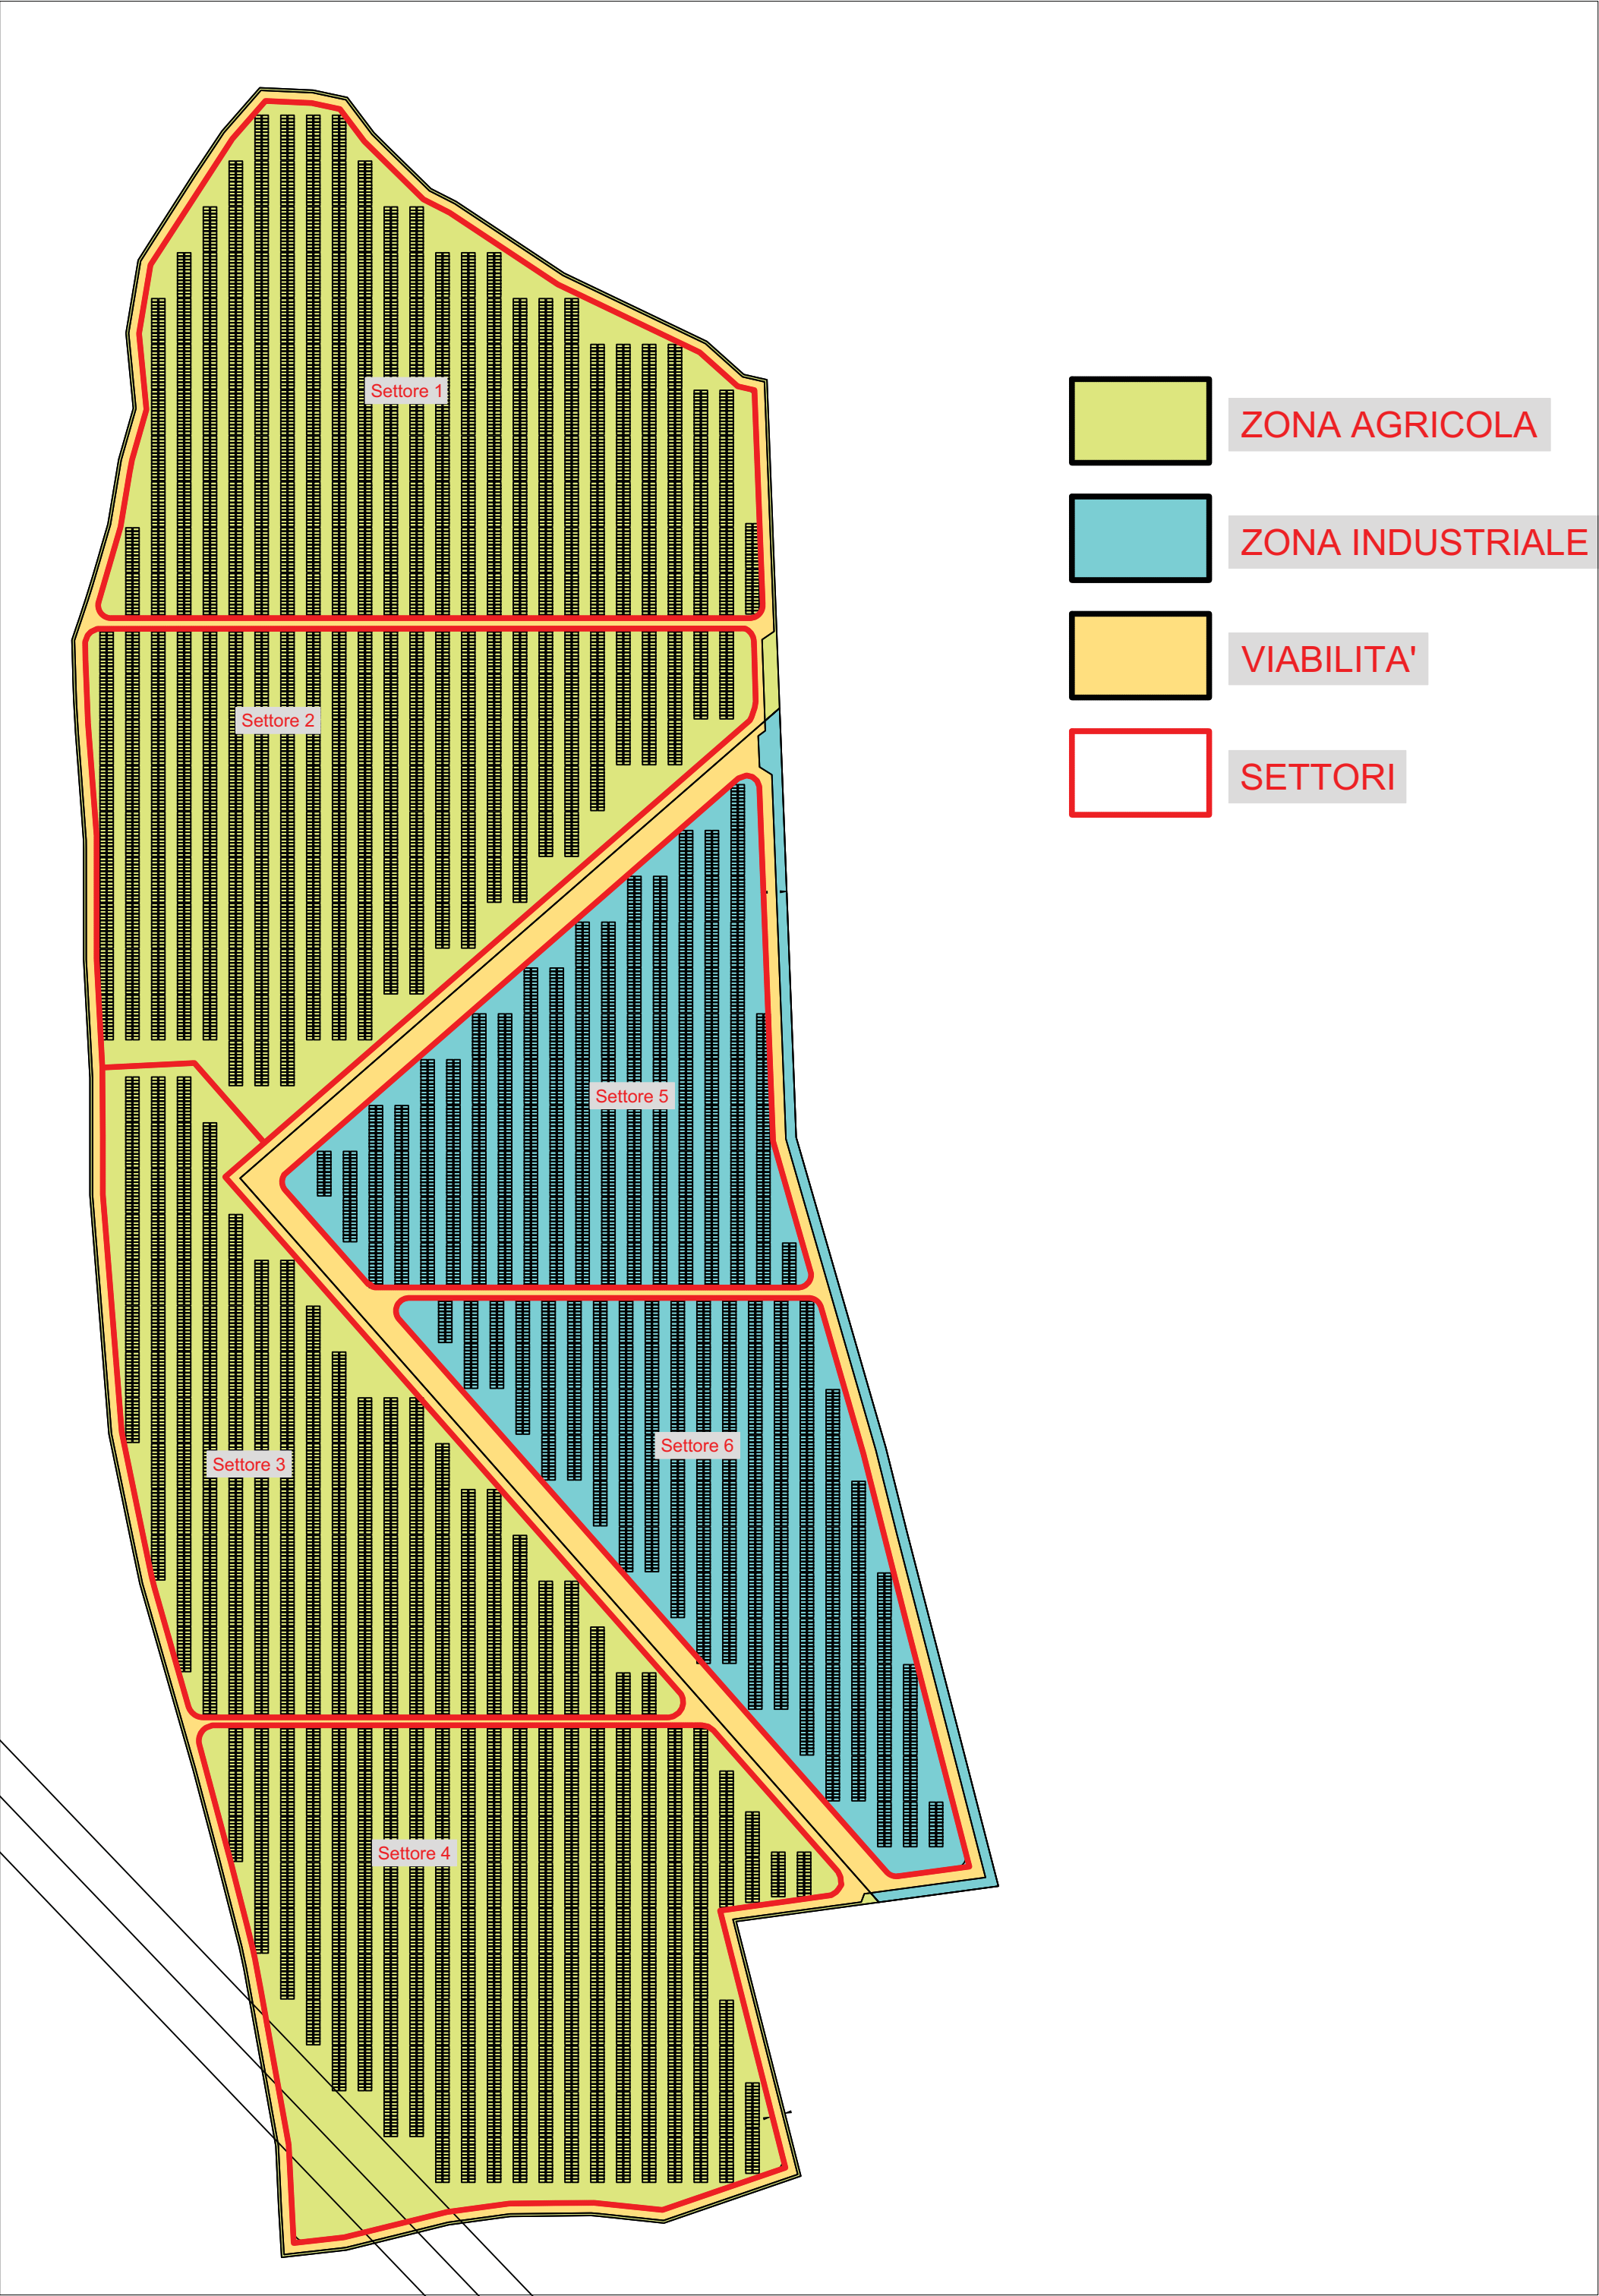 Settore 1
ZONA AGRICOLA
ZONA INDUSTRIALE
VIABILITA'
Settore 2
SETTORI
Settore 5
Settore 6
Settore 3
Settore 4